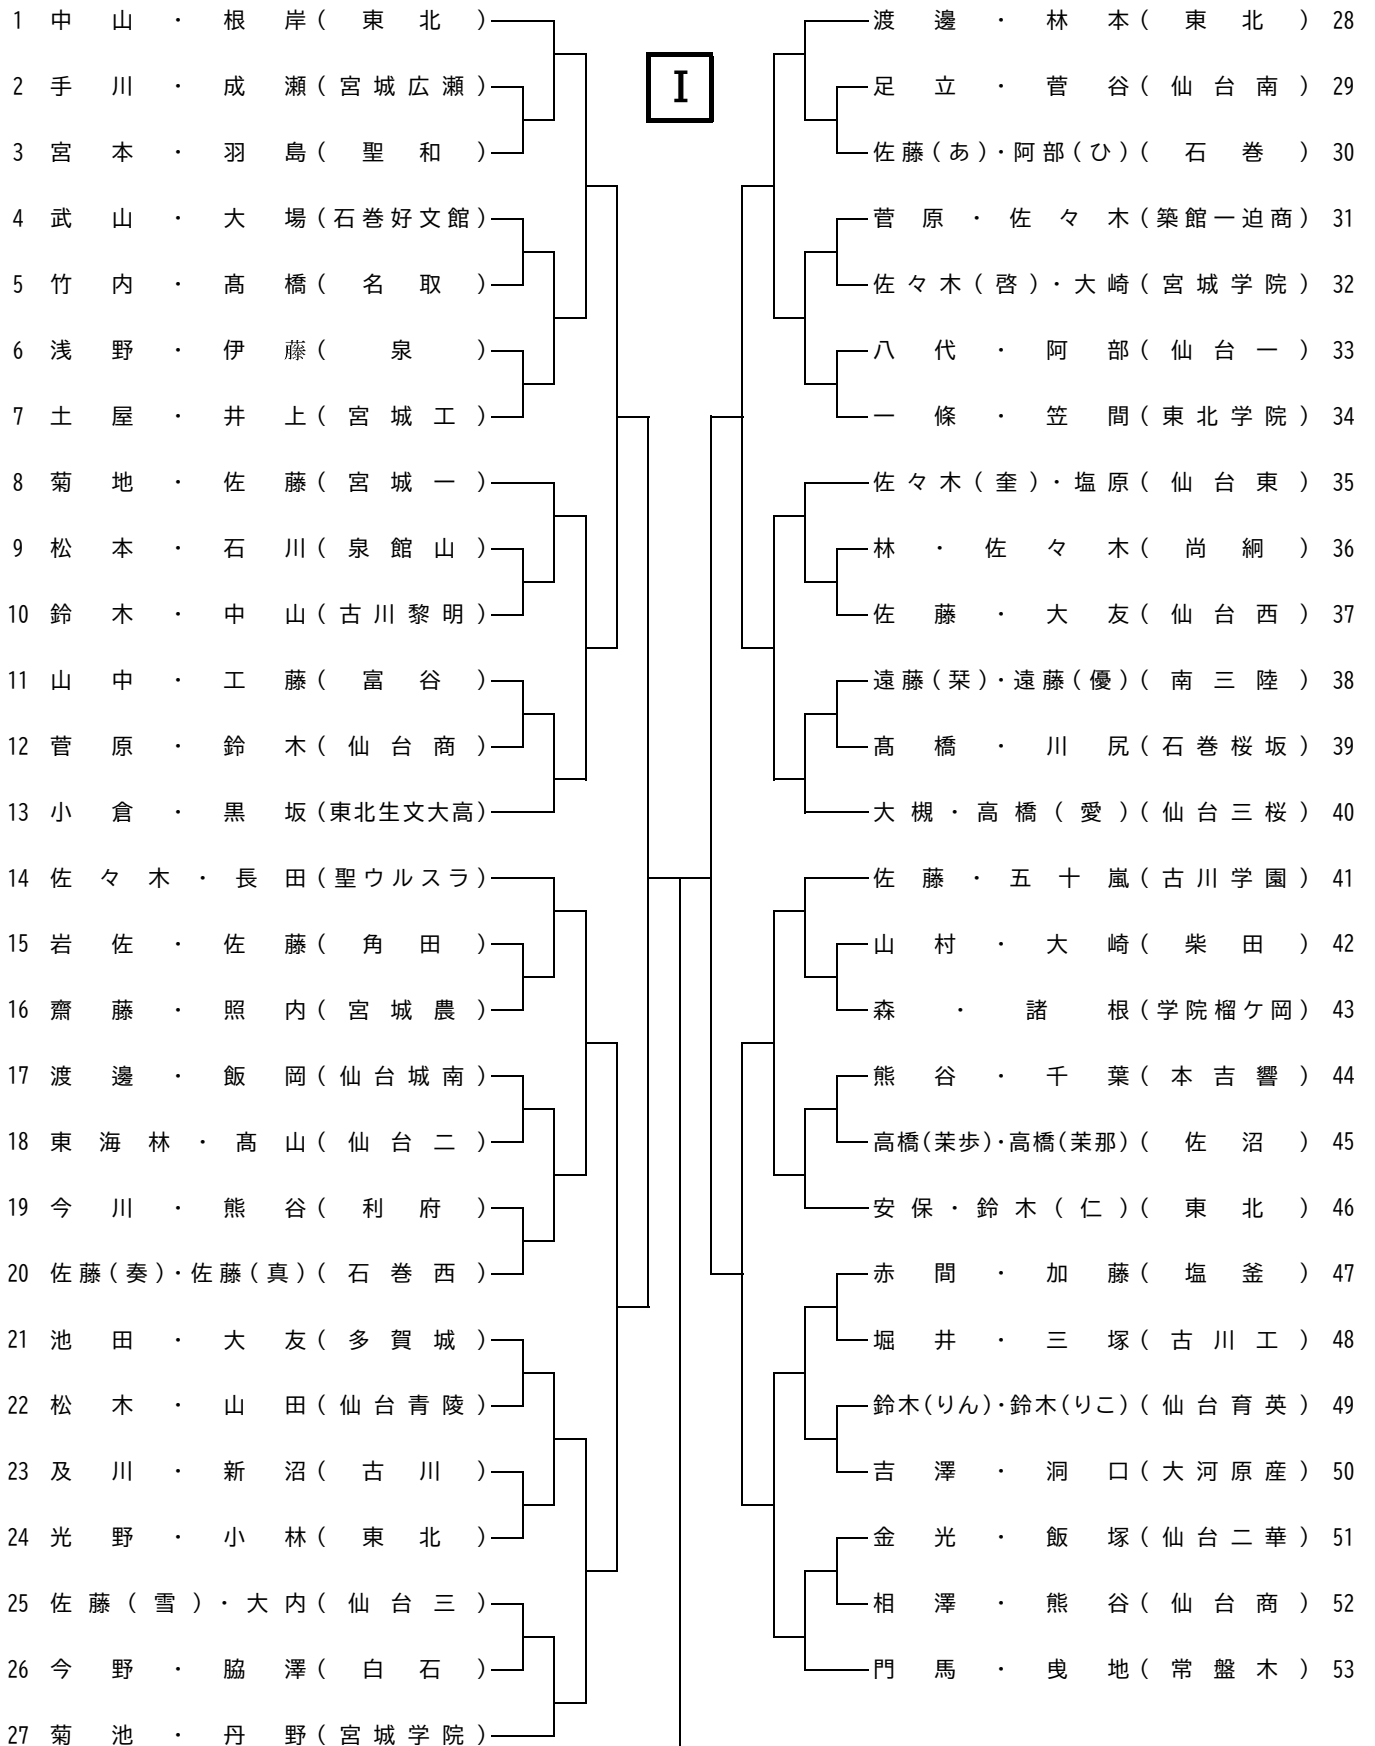 I
1 中山・根岸(東北)
2 手川・成瀬(宮城広瀬)
3 宮本・羽島(聖和)
4 武山・大場(石巻好文館)
5 竹内・髙橋(名取)
6 浅野・伊藤(泉)
7 土屋・井上(宮城工)
8 菊地・佐藤(宮城一)
9 松本・石川(泉館山)
10 鈴木・中山(古川黎明)
11 山中・工藤(富谷)
12 菅原・鈴木(仙台商)
13 小倉・黒坂(東北生文大高)
14 佐々木・長田(聖ウルスラ)
15 岩佐・佐藤(角田)
16 齋藤・照内(宮城農)
17 渡邊・飯岡(仙台城南)
18 東海林・髙山(仙台二)
19 今川・熊谷(利府)
20 佐藤(奏)・佐藤(真)(石巻西)
21 池田・大友(多賀城)
22 松木・山田(仙台青陵)
23 及川・新沼(古川)
24 光野・小林(東北)
25 佐藤(雪)・大内(仙台三)
26 今野・脇澤(白石)
27 菊池・丹野(宮城学院)
渡邊・林本(東北) 28
足立・菅谷(仙台南) 29
佐藤(あ)・阿部(ひ)(石巻) 30
菅原・佐々木(築館一迫商) 31
佐々木(啓)・大崎(宮城学院) 32
八代・阿部(仙台一) 33
一條・笠間(東北学院) 34
佐々木(奎)・塩原(仙台東) 35
林・佐々木(尚絅) 36
佐藤・大友(仙台西) 37
遠藤(栞)・遠藤(優)(南三陸) 38
髙橋・川尻(石巻桜坂) 39
大槻・高橋(愛)(仙台三桜) 40
佐藤・五十嵐(古川学園) 41
山村・大崎(柴田) 42
森・諸根(学院榴ケ岡) 43
熊谷・千葉(本吉響) 44
高橋(茉歩)・高橋(茉那)(佐沼) 45
安保・鈴木(仁)(東北) 46
赤間・加藤(塩釜) 47
堀井・三塚(古川工) 48
鈴木(りん)・鈴木(りこ)(仙台育英) 49
吉澤・洞口(大河原産) 50
金光・飯塚(仙台二華) 51
相澤・熊谷(仙台商) 52
門馬・曵地(常盤木) 53